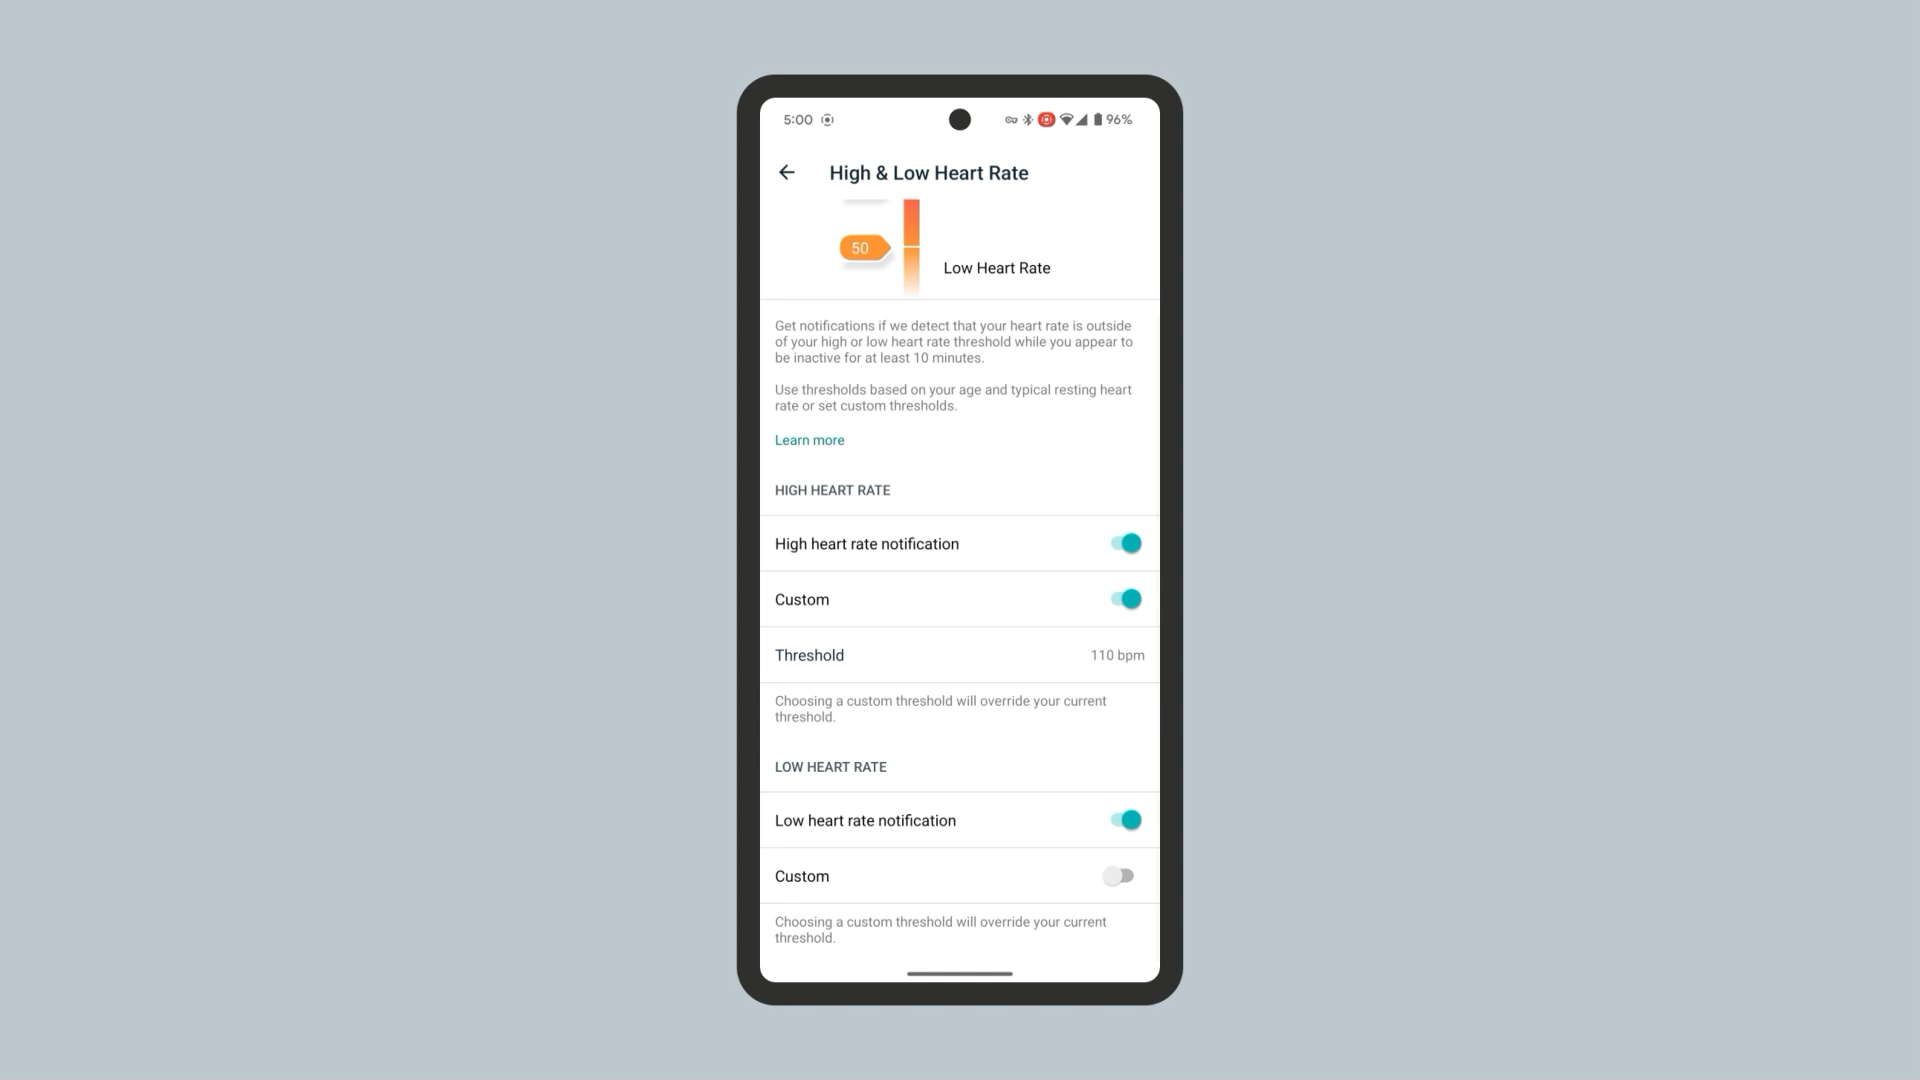 5:00 96%
High & Low Heart Rate
50
Low Heart Rate
Get notifications if we detect that your heart rate is outside
of your high or low heart rate threshold while you appear to
be inactive for at least 10 minutes.
Use thresholds based on your age and typical resting heart
rate or set custom thresholds.
Learn more
HIGH HEART RATE
High heart rate notification
Custom
Threshold 110 bpm
Choosing a custom threshold will override your current
threshold.
LOW HEART RATE
Low heart rate notification
Custom
Choosing a custom threshold will override your current
threshold.